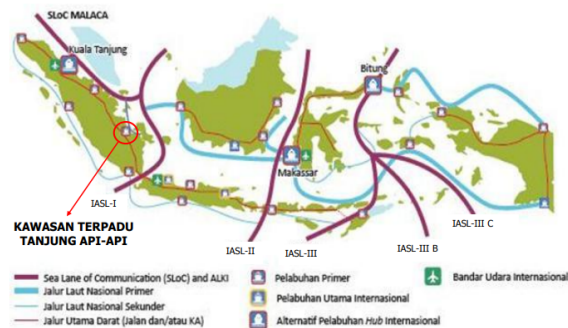 SLoC MALACA
Kuala Tanjung
Bitung
Makassar
IASL-I
KAWASAN TERPADU
TANJUNG API-API
IASL-II
IASL-III
IASL-III B
IASL-III C
Sea Lane of Communication (SLoC) and ALKI
Jalur Laut Nasional Primer
Jalur Laut Nasional Sekunder
Jalur Utama Darat (Jalan dan/atau KA)
Pelabuhan Primer
Pelabuhan Utama Internasional
Alternatif Pelabuhan Hub Internasional
Bandar Udara Internasional